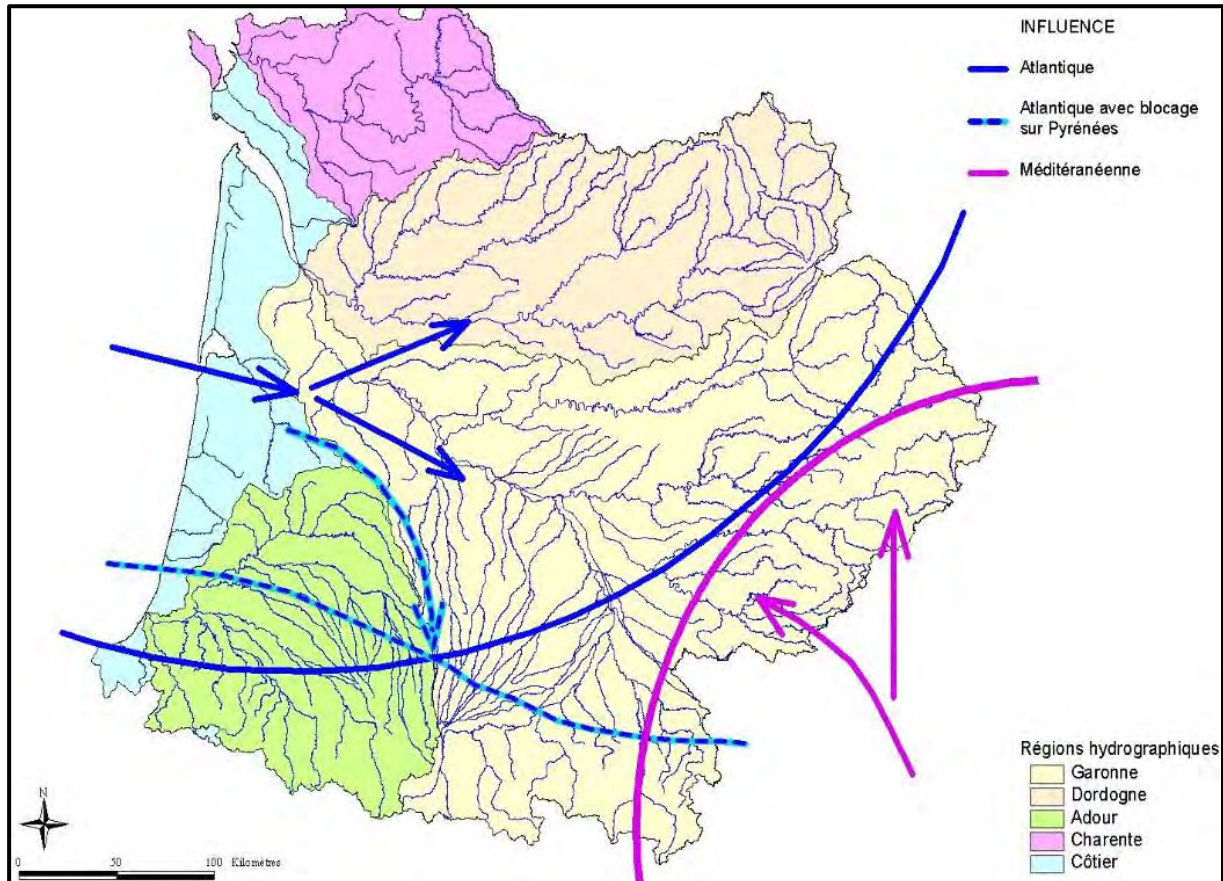 INFLUENCE
Atlantique
Atlantique avec blocage
sur Pyrénées
Méditéranéenne
Régions hydrographiques
Garonne
Dordogne
Adour
Charente
Côtier
N
0 50 100 Kilomètres